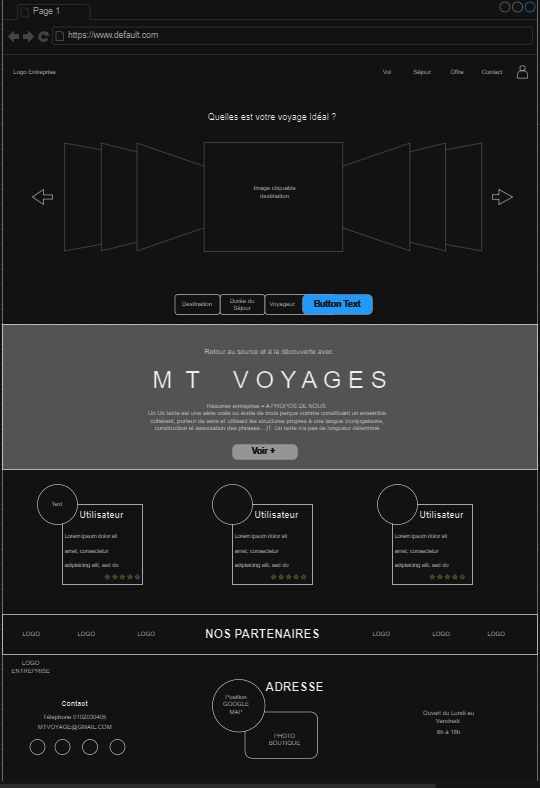 Page 1
https://www.default.com
Logo Entreprise
Vol
Séjour
Offre
Contact
Quelles est votre voyage Idéal ?
Image cliquable
destination
Destination
Durée du
Séjour
Voyageur
Button Text
Retour au source et à la découverte avec
MT VOYAGES
Résumer entreprise = A PROPOS DE NOUS
Un Un texte est une série orale ou écrite de mots perçus comme constituant un ensemble
cohérent, porteur de sens et utilisant les structures propres à une langue (conjugaisons,
construction et association des phrases…)1. Un texte n'a pas de longueur déterminé
Voir +
Text
Utilisateur
Lorem ipsum dolor sit
amet, consectetur
adipisicing elit, sed do
Utilisateur
Lorem ipsum dolor sit
amet, consectetur
adipisicing elit, sed do
Utilisateur
Lorem ipsum dolor sit
amet, consectetur
adipisicing elit, sed do
LOGO
LOGO
LOGO
NOS PARTENAIRES
LOGO
LOGO
LOGO
LOGO
ENTREPRISE
Contact
Télephone 0102030405
MTVOYAGE@GMAIL.COM
Position
GOOGLE
MAP
ADRESSE
PHOTO
BOUTIQUE
Ouvert du Lundi au
Vendredi
8h à 18h